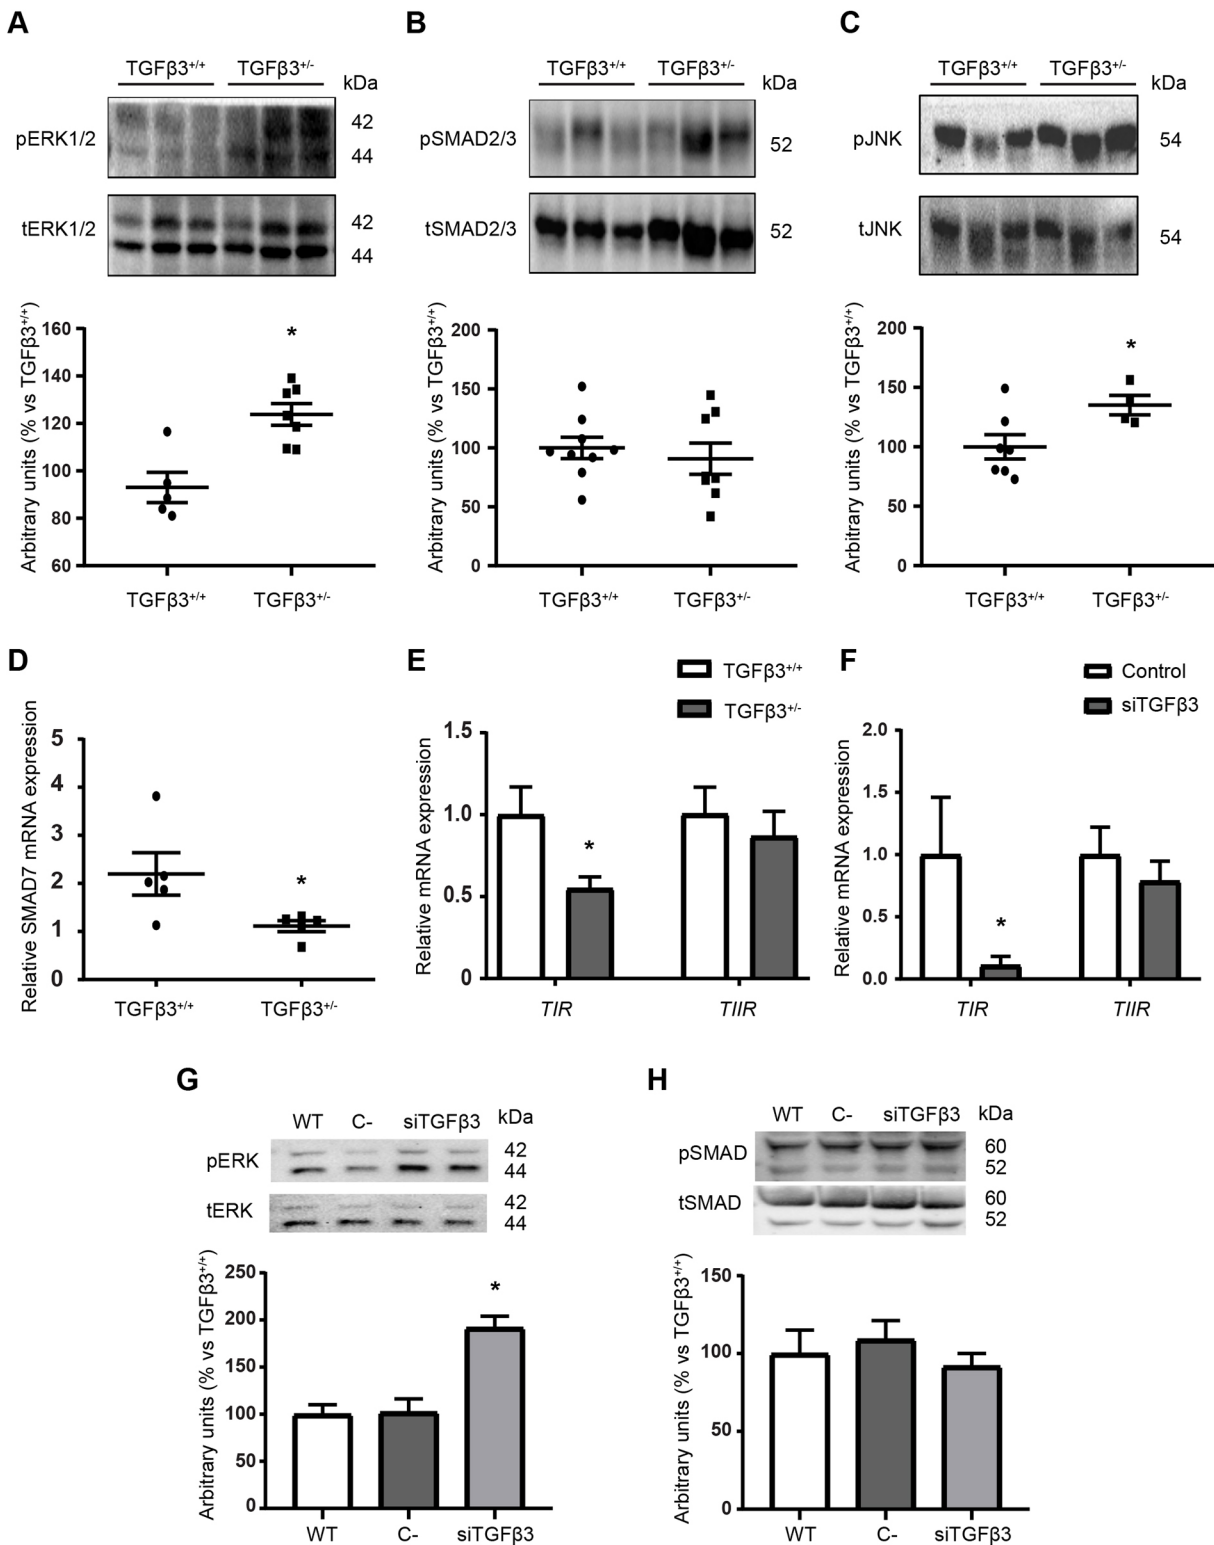 A
TGFβ3+/+ TGFβ3+/- kDa
pERK1/2 42
44
tERK1/2 42
44
Arbitrary units (% vs TGFβ3+/+)
160
140
120
100
80
60
*
TGFβ3+/+ TGFβ3+/-
B
TGFβ3+/+ TGFβ3+/- kDa
pSMAD2/3 52
tSMAD2/3 52
Arbitrary units (% vs TGFβ3+/+)
200
150
100
50
0
TGFβ3+/+ TGFβ3+/-
C
TGFβ3+/+ TGFβ3+/- kDa
pJNK 54
tJNK 54
Arbitrary units (% vs TGFβ3+/+)
200
150
100
50
0
*
TGFβ3+/+ TGFβ3+/-
D
Relative SMAD7 mRNA expression
5
4
3
2
1
0
*
TGFβ3+/+ TGFβ3+/-
E
TGFβ3+/+
TGFβ3+/-
Relative mRNA expression
1.5
1.0
0.5
0
*
TIR TIIR
F
Control
siTGFβ3
Relative mRNA expression
2.0
1.5
1.0
0.5
0.0
*
TIR TIIR
G
WT C- siTGFβ3 kDa
pERK 42
44
tERK 42
44
Arbitrary units (% vs TGFβ3+/+)
250
200
150
100
50
0
*
WT C- siTGFβ3
H
WT C- siTGFβ3 kDa
pSMAD 60
52
tSMAD 60
52
Arbitrary units (% vs TGFβ3+/+)
150
100
50
0
WT C- siTGFβ3